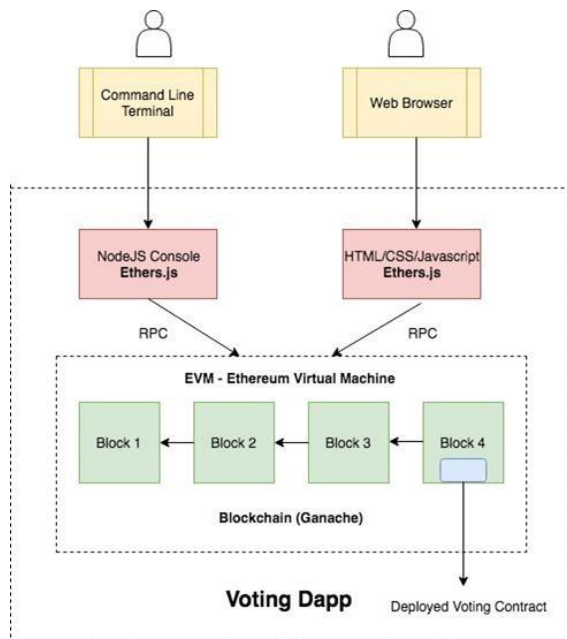 Command Line
Terminal
Web Browser
NodeJS Console
Ethers.js
HTML/CSS/Javascript
Ethers.js
RPC
RPC
EVM - Ethereum Virtual Machine
Block 1
Block 2
Block 3
Block 4
Blockchain (Ganache)
Voting Dapp
Deployed Voting Contract